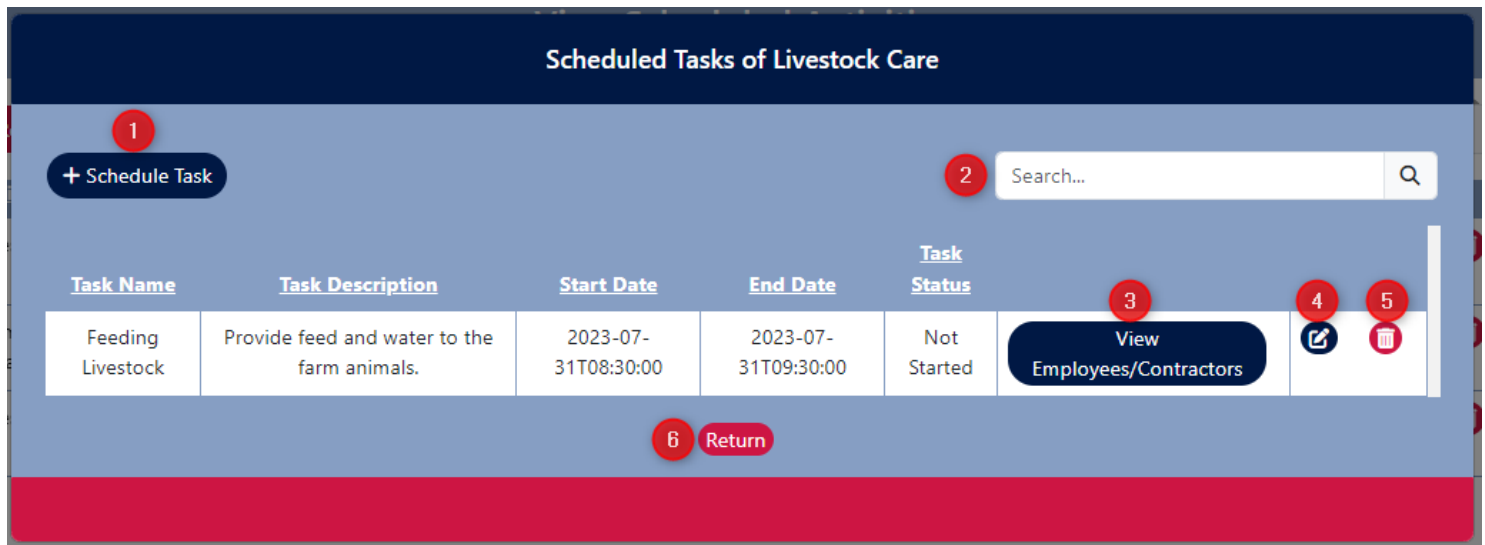 Scheduled Tasks of Livestock Care
1
+ Schedule Task
2
Search...
Task Name
Task Description
Start Date
End Date
Task
Status
3
4
5
Feeding
Livestock
Provide feed and water to the
farm animals.
2023-07-
31T08:30:00
2023-07-
31T09:30:00
Not
Started
View
Employees/Contractors
6
Return